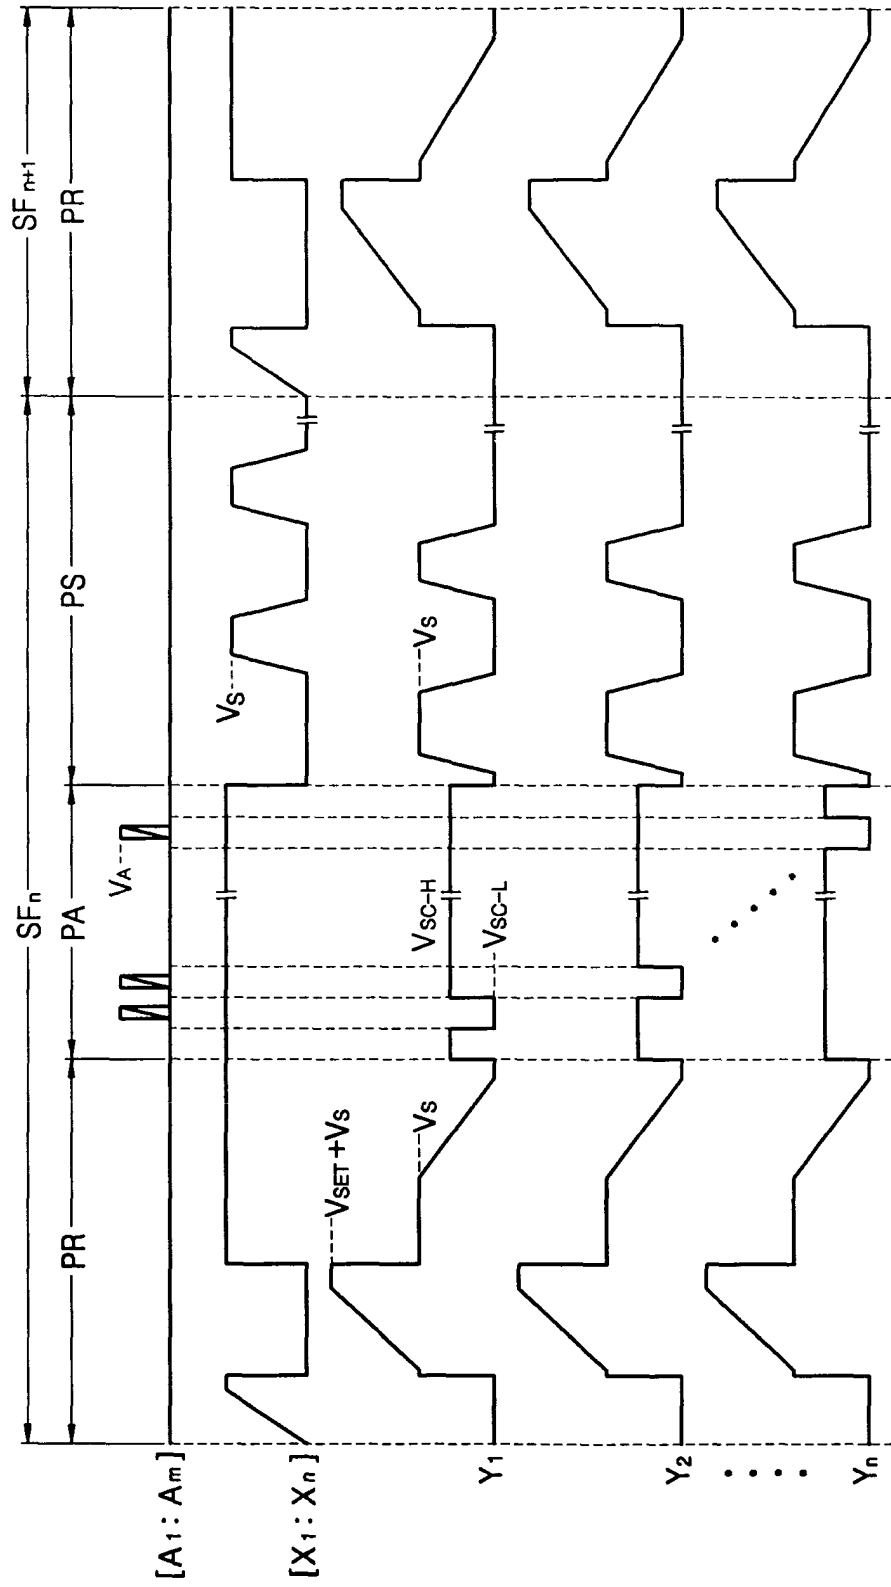 SFn
SFn+1
PR
PA
PS
PR
[A1 : Am]
VA
[X1 : Xn]
VS
VSET+VS
VS
VSC-H
VSC-L
VS
Y1
Y2
Yn